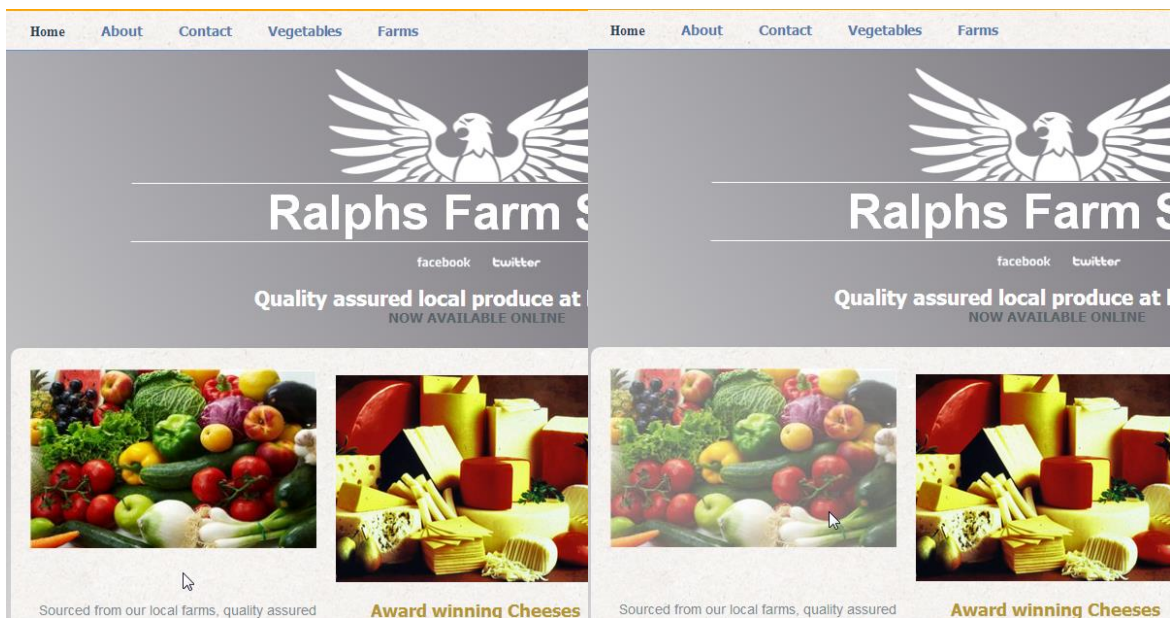 Home About Contact Vegetables Farms
Ralphs Farm
facebook twitter
Quality assured local produce at
NOW AVAILABLE ONLINE
Sourced from our local farms, quality assured
Award winning Cheeses
Home About Contact Vegetables Farms
Ralphs Farm
facebook twitter
Quality assured local produce at
NOW AVAILABLE ONLINE
Sourced from our local farms, quality assured
Award winning Cheeses